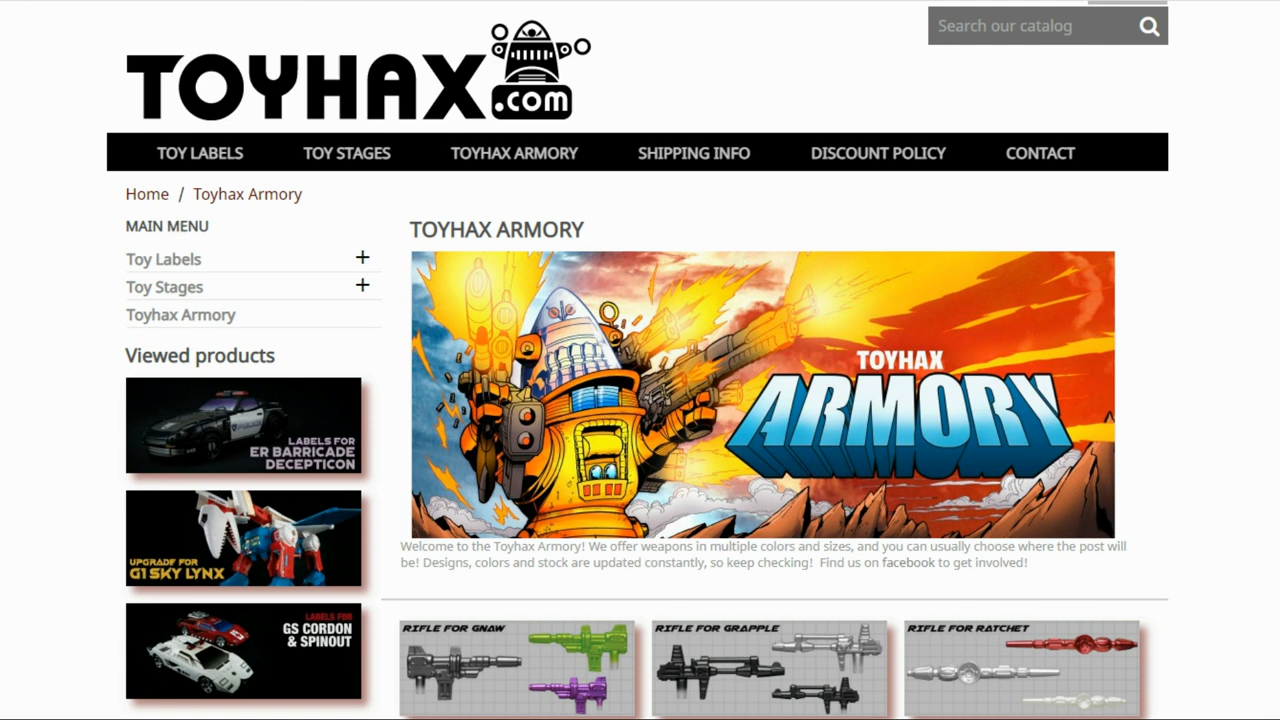 Search our catalog
TOYHAX
.com
TOY LABELS TOY STAGES TOYHAX ARMORY SHIPPING INFO DISCOUNT POLICY CONTACT
Home / Toyhax Armory
MAIN MENU
Toy Labels +
Toy Stages +
Toyhax Armory
Viewed products
LABELS FOR
ER BARRICADE
DECEPTICON
UPGRADE FOR
G1 SKY LYNX
LABELS FOR
GS CORDON
& SPINOUT
TOYHAX ARMORY
TOYHAX
ARMORY
Welcome to the Toyhax Armory! We offer weapons in multiple colors and sizes, and you can usually choose where the post will
be! Designs, colors and stock are updated constantly, so keep checking! Find us on facebook to get involved!
RIFLE FOR GNAW
RIFLE FOR GRAPPLE
RIFLE FOR RATCHET